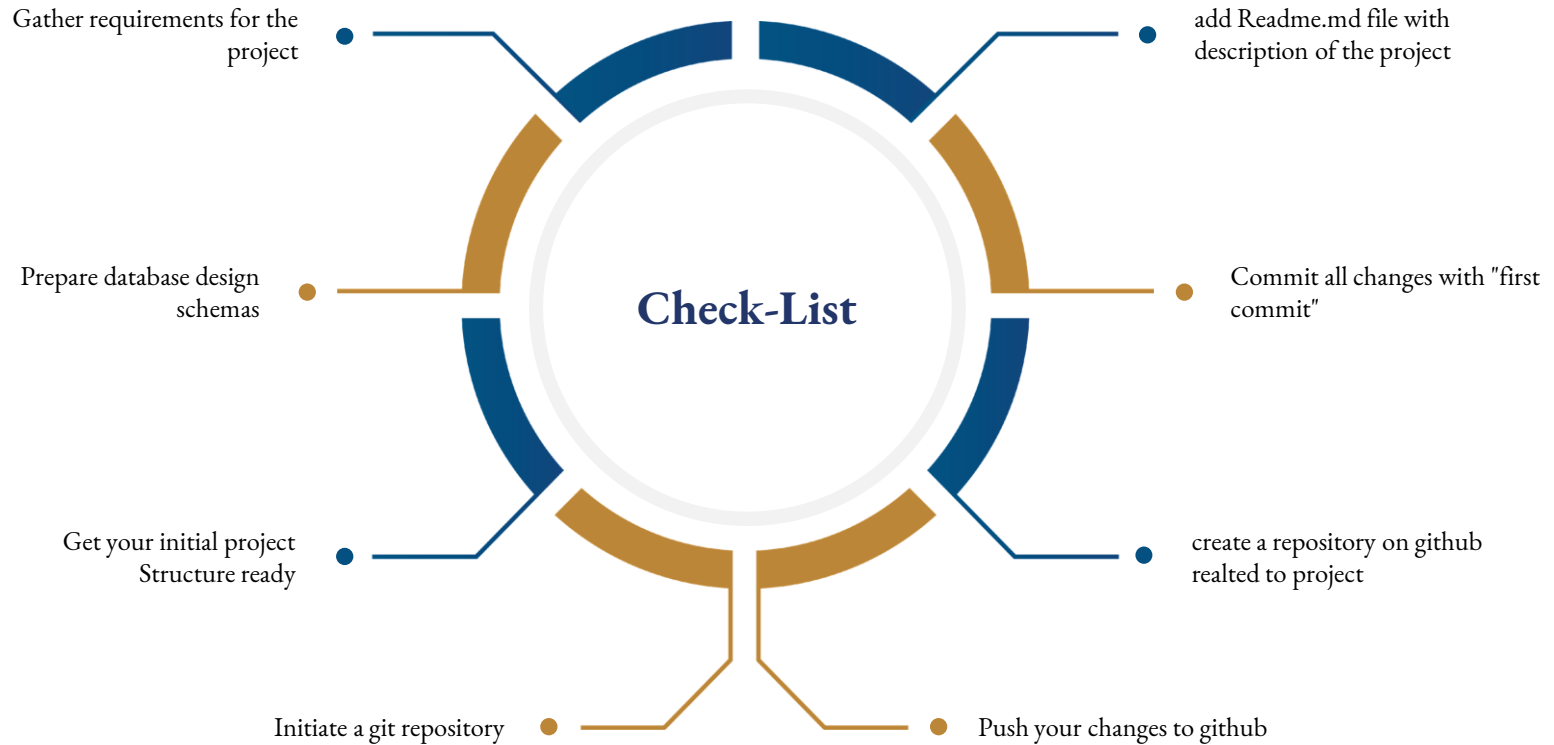 Gather requirements for the
project
Prepare database design
schemas
Get your initial project
Structure ready
Initiate a git repository
Check-List
add Readme.md file with
description of the project
Commit all changes with "first
commit"
create a repository on github
realted to project
Push your changes to github